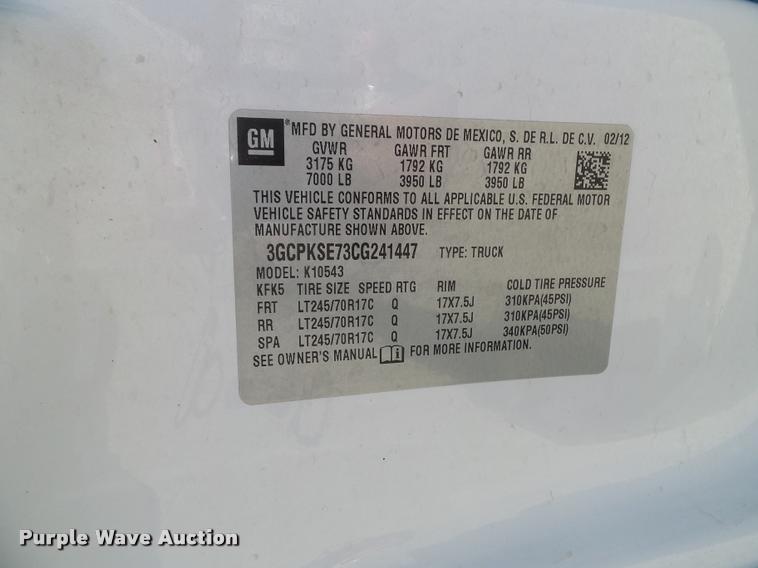 GM
® MFD BY GENERAL MOTORS DE MEXICO, S. DE R.L. DE C.V. 02/12
GVWR GAWR FRT GAWR RR
3175 KG 1792 KG 1792 KG
7000 LB 3950 LB 3950 LB
THIS VEHICLE CONFORMS TO ALL APPLICABLE U.S. FEDERAL MOTOR
VEHICLE SAFETY STANDARDS IN EFFECT ON THE DATE OF
MANUFACTURE SHOWN ABOVE.
3GCPKSE73CG241447 TYPE: TRUCK
MODEL: K10543
KFK5 TIRE SIZE SPEED RTG RIM COLD TIRE PRESSURE
FRT LT245/70R17C Q 17X7.5J 310KPA(45PSI)
RR LT245/70R17C Q 17X7.5J 310KPA(45PSI)
SPA LT245/70R17C Q 17X7.5J 340KPA(50PSI)
SEE OWNER'S MANUAL FOR MORE INFORMATION.
Purple Wave Auction